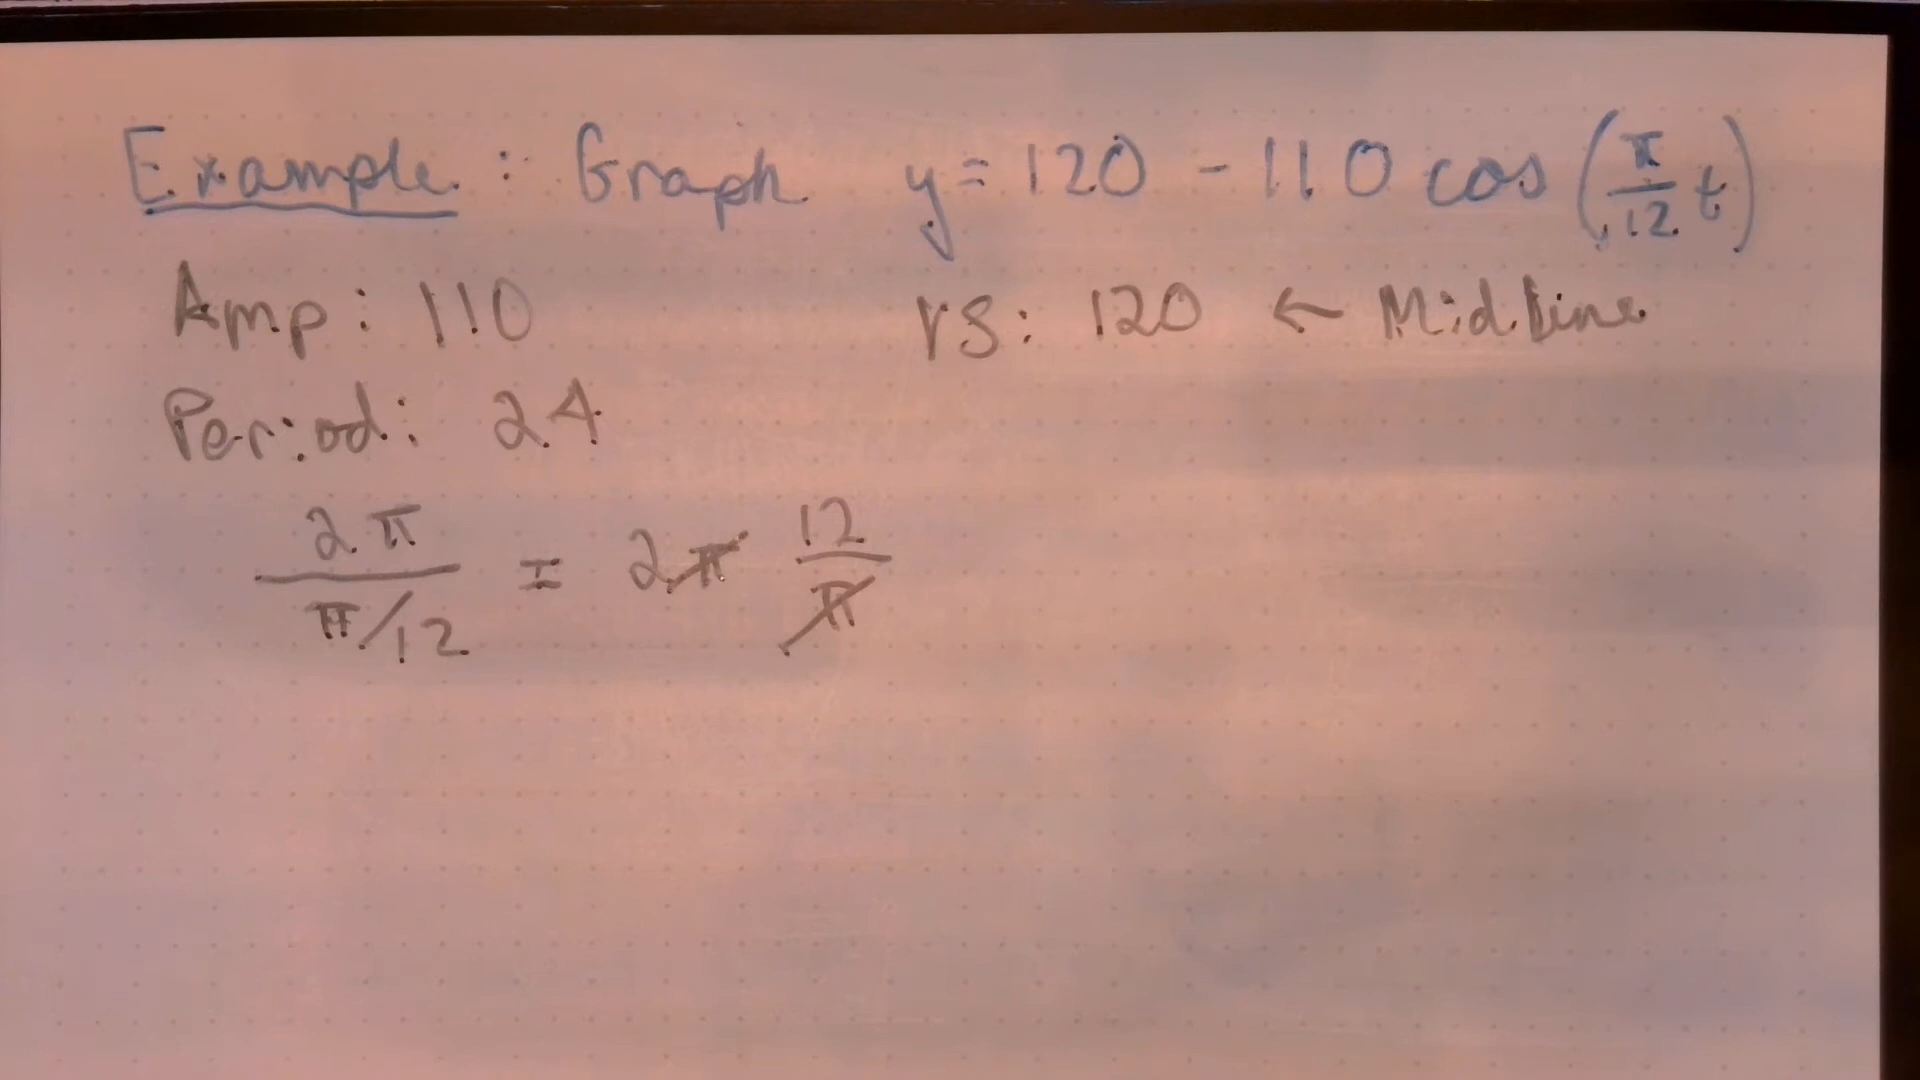 Example: Graph y = 120 - 110 cos (π/12 t)
Amp: 110 VS: 120 ← Midline
Period: 24
2π / (π/12) = 2π 12/π